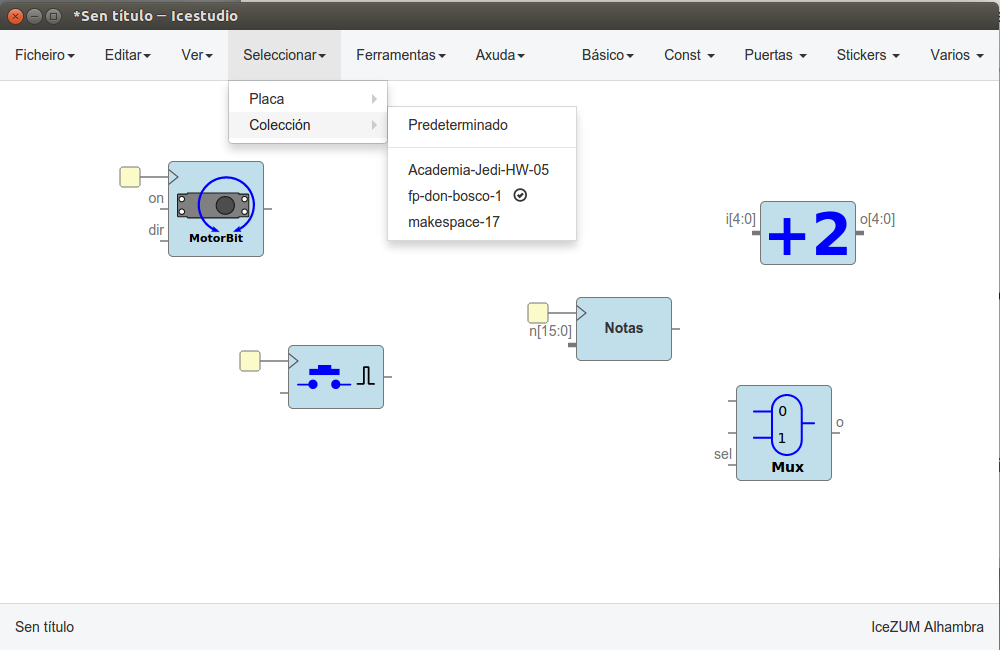 *Sen título — Icestudio
Ficheiro Editar Ver Seleccionar Ferramentas Axuda Básico Const Puertas Stickers Varios
Placa
Colección
Predeterminado
Academia-Jedi-HW-05
fp-don-bosco-1
makespace-17
on
dir
MotorBit
i[4:0]
+2
o[4:0]
n[15:0]
Notas
0
1
sel
o
Mux
Sen título
IceZUM Alhambra